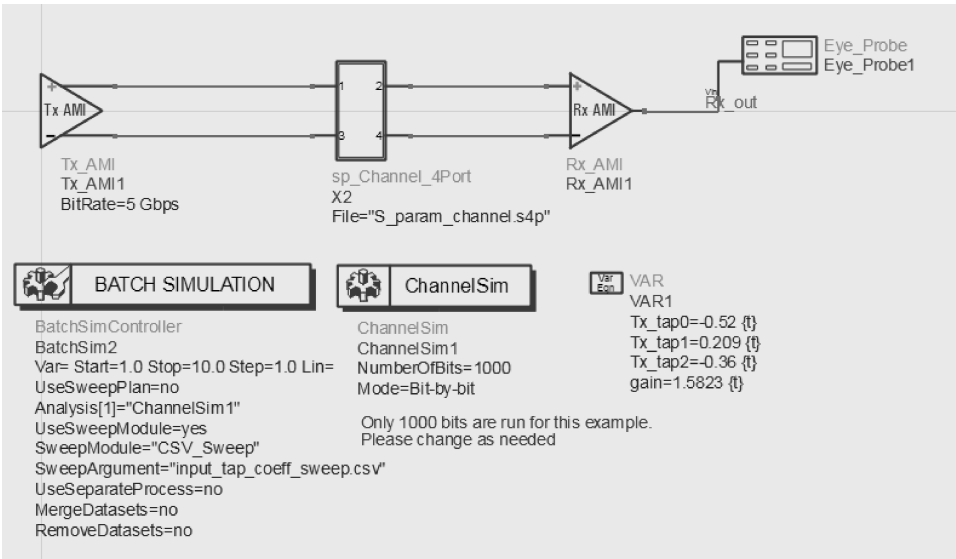 Eye_Probe
Eye_Probe1
Rx_out
+
Tx AMI
−
1
2
3
4
+
Rx AMI
−
Tx_AMI
Tx_AMI1
BitRate=5 Gbps
sp_Channel_4Port
X2
File="S_param_channel.s4p"
Rx_AMI
Rx_AMI1
BATCH SIMULATION
BatchSimController
BatchSim2
Var= Start=1.0 Stop=10.0 Step=1.0 Lin=
UseSweepPlan=no
Analysis[1]="ChannelSim1"
UseSweepModule=yes
SweepModule="CSV_Sweep"
SweepArgument="input_tap_coeff_sweep.csv"
UseSeparateProcess=no
MergeDatasets=no
RemoveDatasets=no
ChannelSim
ChannelSim
ChannelSim1
NumberOfBits=1000
Mode=Bit-by-bit
Only 1000 bits are run for this example.
Please change as needed
Var
Eqn
VAR
VAR1
Tx_tap0=-0.52 {t}
Tx_tap1=0.209 {t}
Tx_tap2=-0.36 {t}
gain=1.5823 {t}